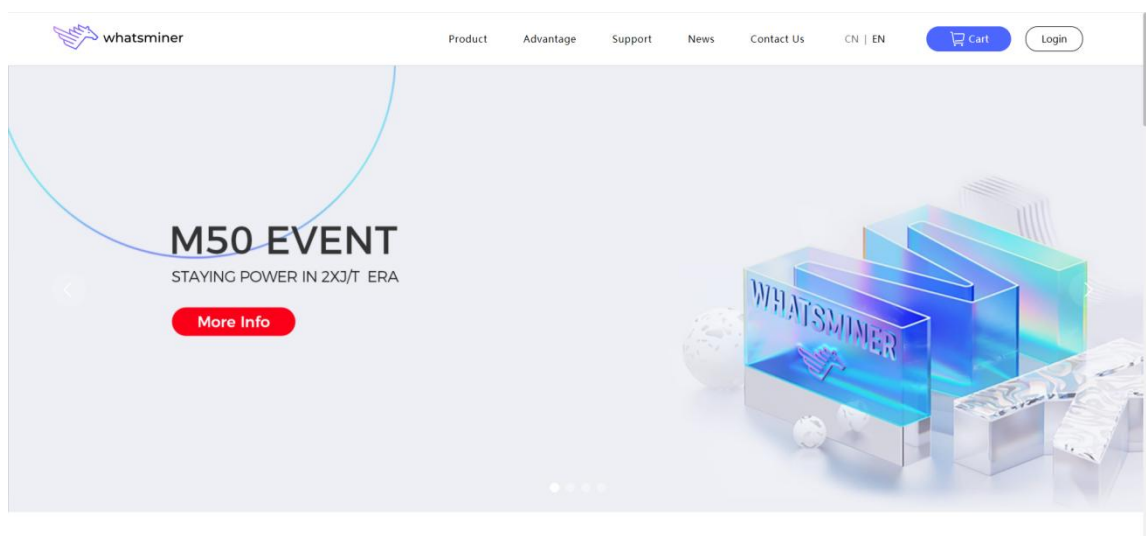 whatsminer
Product Advantage Support News Contact Us CN | EN Cart Login
M50 EVENT
STAYING POWER IN 2XJ/T ERA
More Info
WHATSMINER